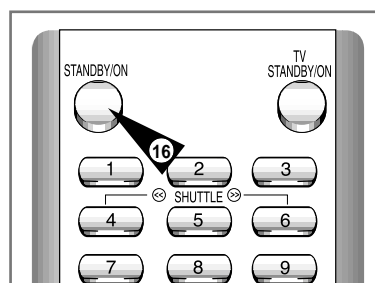 TV
STANDBY/ON STANDBY/ON
16
1 2 3
<< SHUTTLE >>
4 5 6
7 8 9